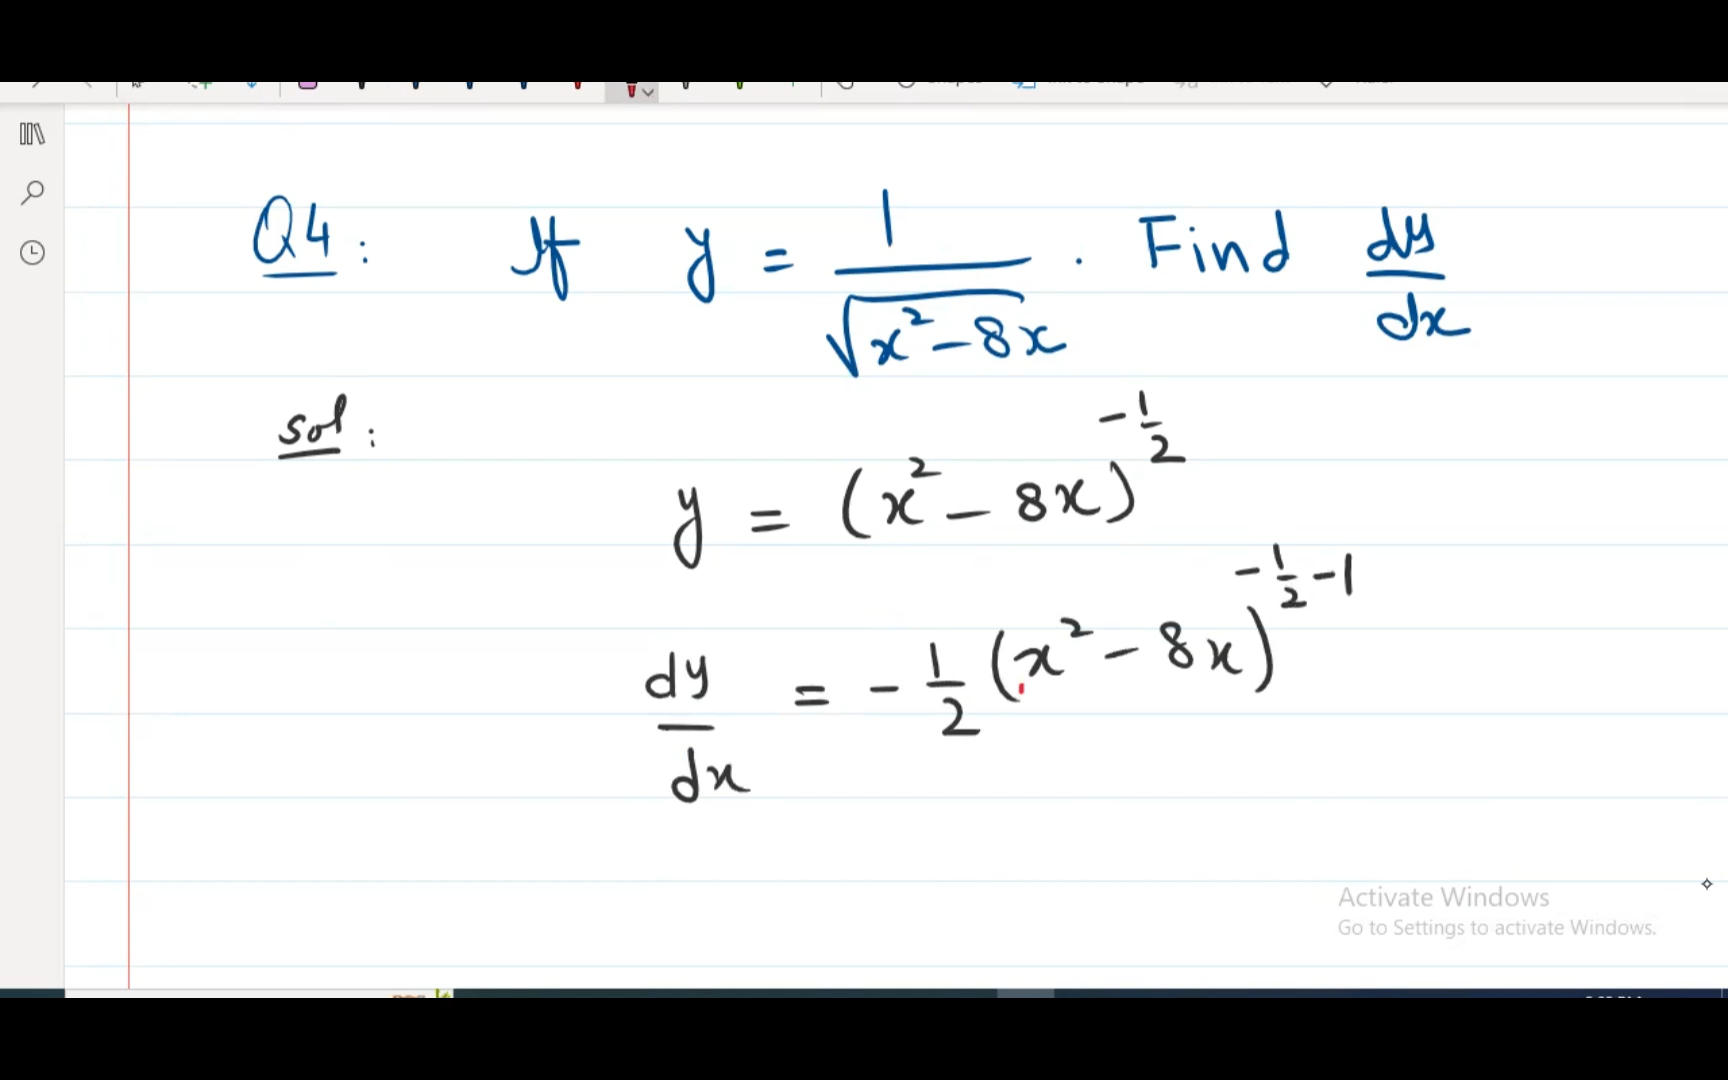 Q4: If y = 1/√(x² - 8x) . Find dy/dx
sol:
y = (x² - 8x)^(-1/2)
dy/dx = - 1/2 (x² - 8x)^(-1/2 - 1)
Activate Windows
Go to Settings to activate Windows.